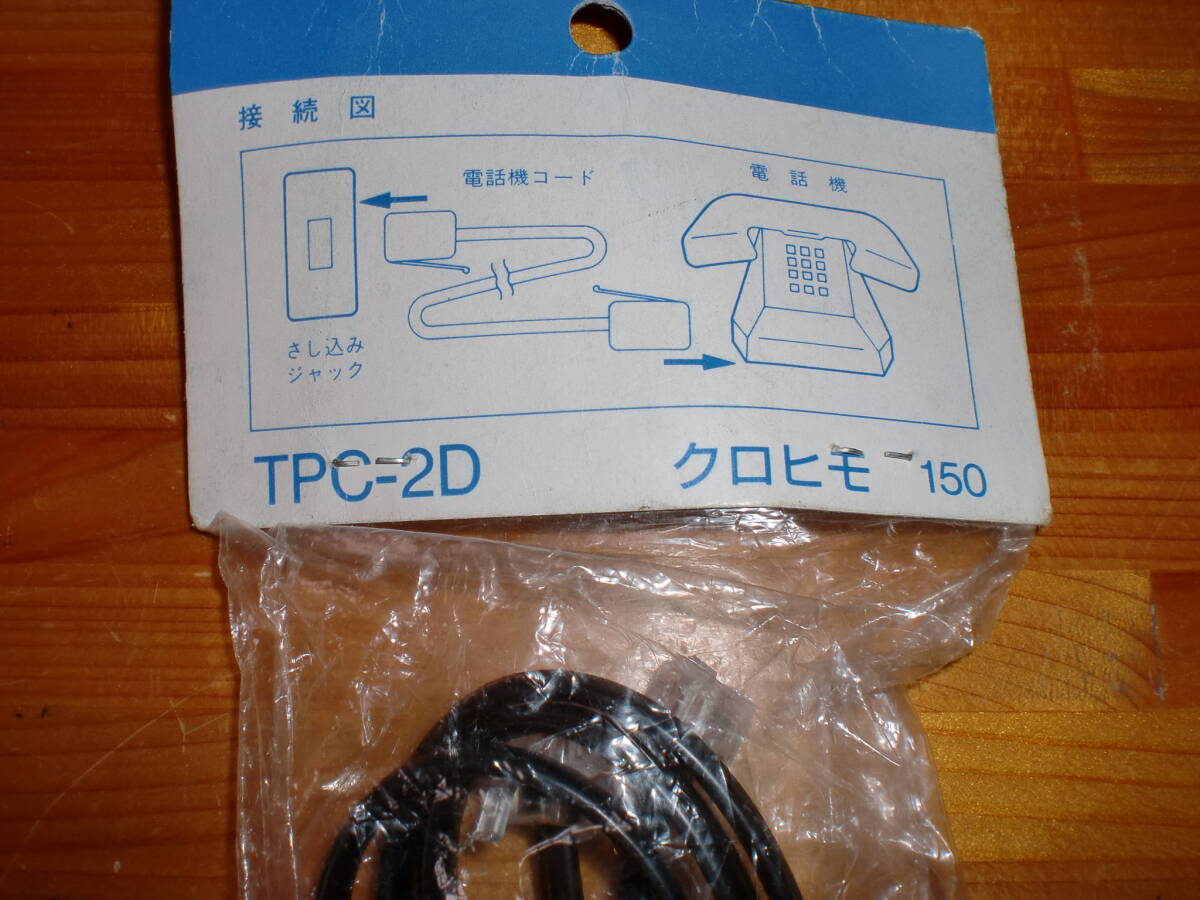 接続図
電話機コード
電話機
さし込み
ジャック
TPC-2D
クロヒモ 150